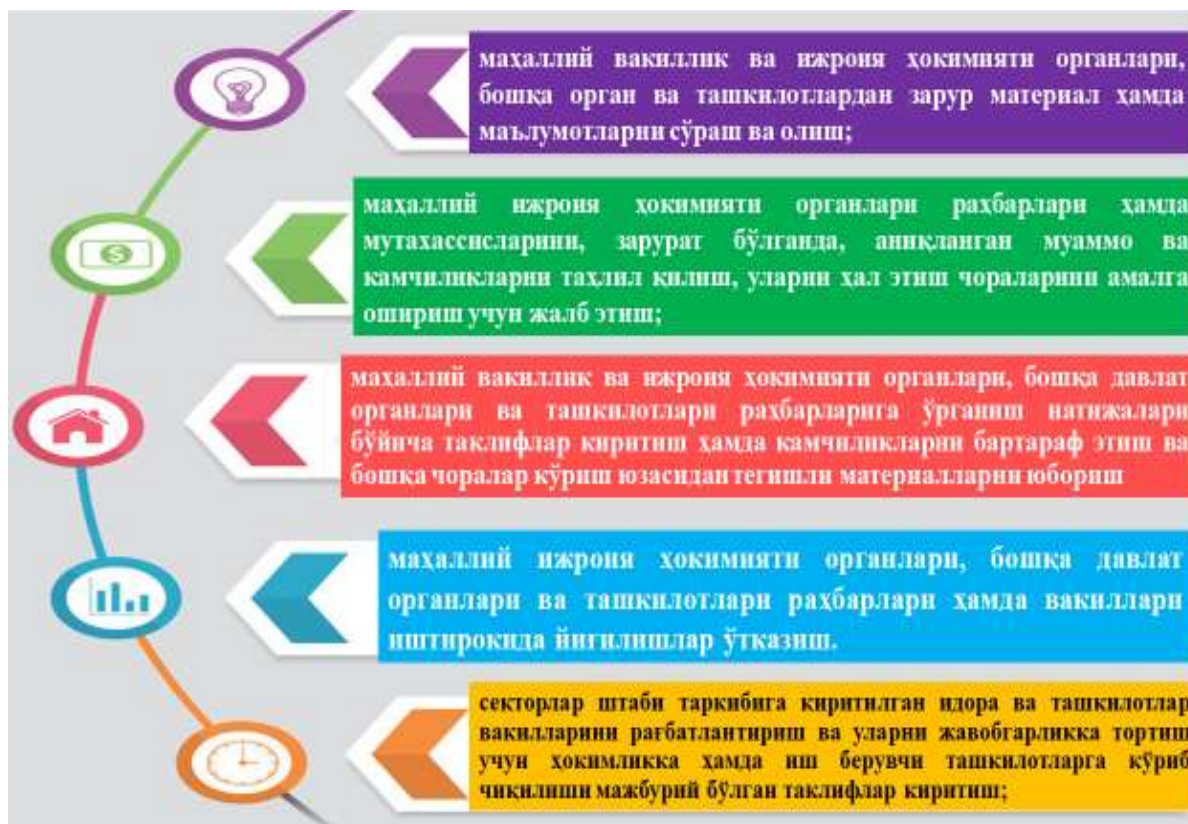 маҳаллий вакиллик ва ижроия ҳокимияти органлари,
бошқа орган ва ташкилотлардан зарур материал ҳамда
маълумотларни сўраш ва олиш;
маҳаллий ижроия ҳокимияти органлари раҳбарлари ҳамда
мутахассисларини, зарурат бўлганда, аниқланган муаммо ва
камчиликларни таҳлил қилиш, уларни ҳал этиш чораларини амалга
ошириш учун жалб этиш;
маҳаллий вакиллик ва ижроия ҳокимияти органлари, бошқа давлат
органлари ва ташкилотлари раҳбарларига ўрганиш натижалари
бўйича таклифлар киритиш ҳамда камчиликларни бартараф этиш ва
бошқа чоралар кўриш юзасидан тегишли материалларни юбориш
маҳаллий ижроия ҳокимияти органлари, бошқа давлат
органлари ва ташкилотлари раҳбарлари ҳамда вакиллари
иштирокида йиғилишлар ўтказиш.
секторлар штаби таркибига киритилган идора ва ташкилотлар
вакилларини рағбатлантириш ва уларни жавобгарликка тортиш
учун ҳокимликка ҳамда иш берувчи ташкилотларга кўриб
чиқилиши мажбурий бўлган таклифлар киритиш;